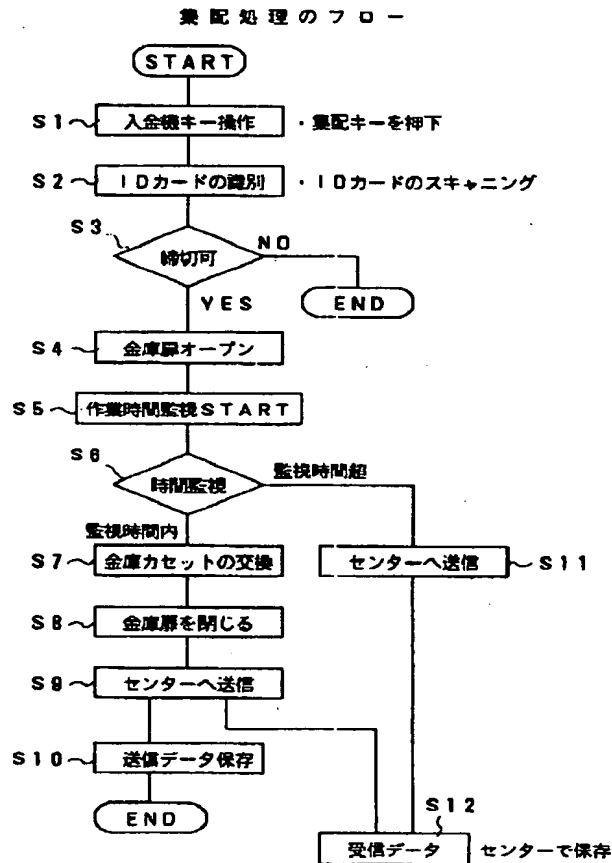 集配処理のフロー
START
S1 入金機キー操作 ・集配キーを押下
S2 IDカードの識別 ・IDカードのスキャニング
S3
締切可 NO
YES END
S4 金庫扉オープン
S5 作業時間監視START
S6
時間監視 監視時間超
監視時間内
S7 金庫カセットの交換 センターへ送信 S11
S8 金庫扉を閉じる
S9 センターへ送信
S10 送信データ保存
END
S12
受信データ センターで保存